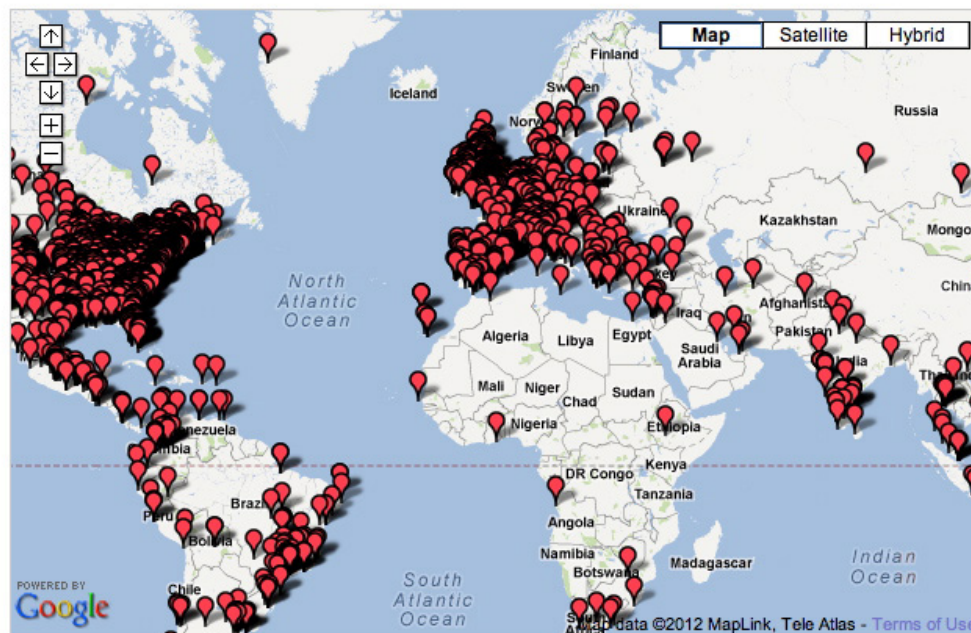 Map
Satellite
Hybrid
Finland
Iceland
Russia
Ukraine
Kazakhstan
North
Atlantic
Ocean
Afghanistan
Iraq
Algeria
Libya
Egypt
Pakistan
Saudi
Arabia
Mali
Niger
Chad
Sudan
Nigeria
Ethiopia
Kenya
DR Congo
Tanzania
Peru
Bolivia
Angola
Namibia
Botswana
Madagascar
Indian
Ocean
Chile
South
Atlantic
Ocean
POWERED BY
Google
Map data ©2012 MapLink, Tele Atlas - Terms of Use